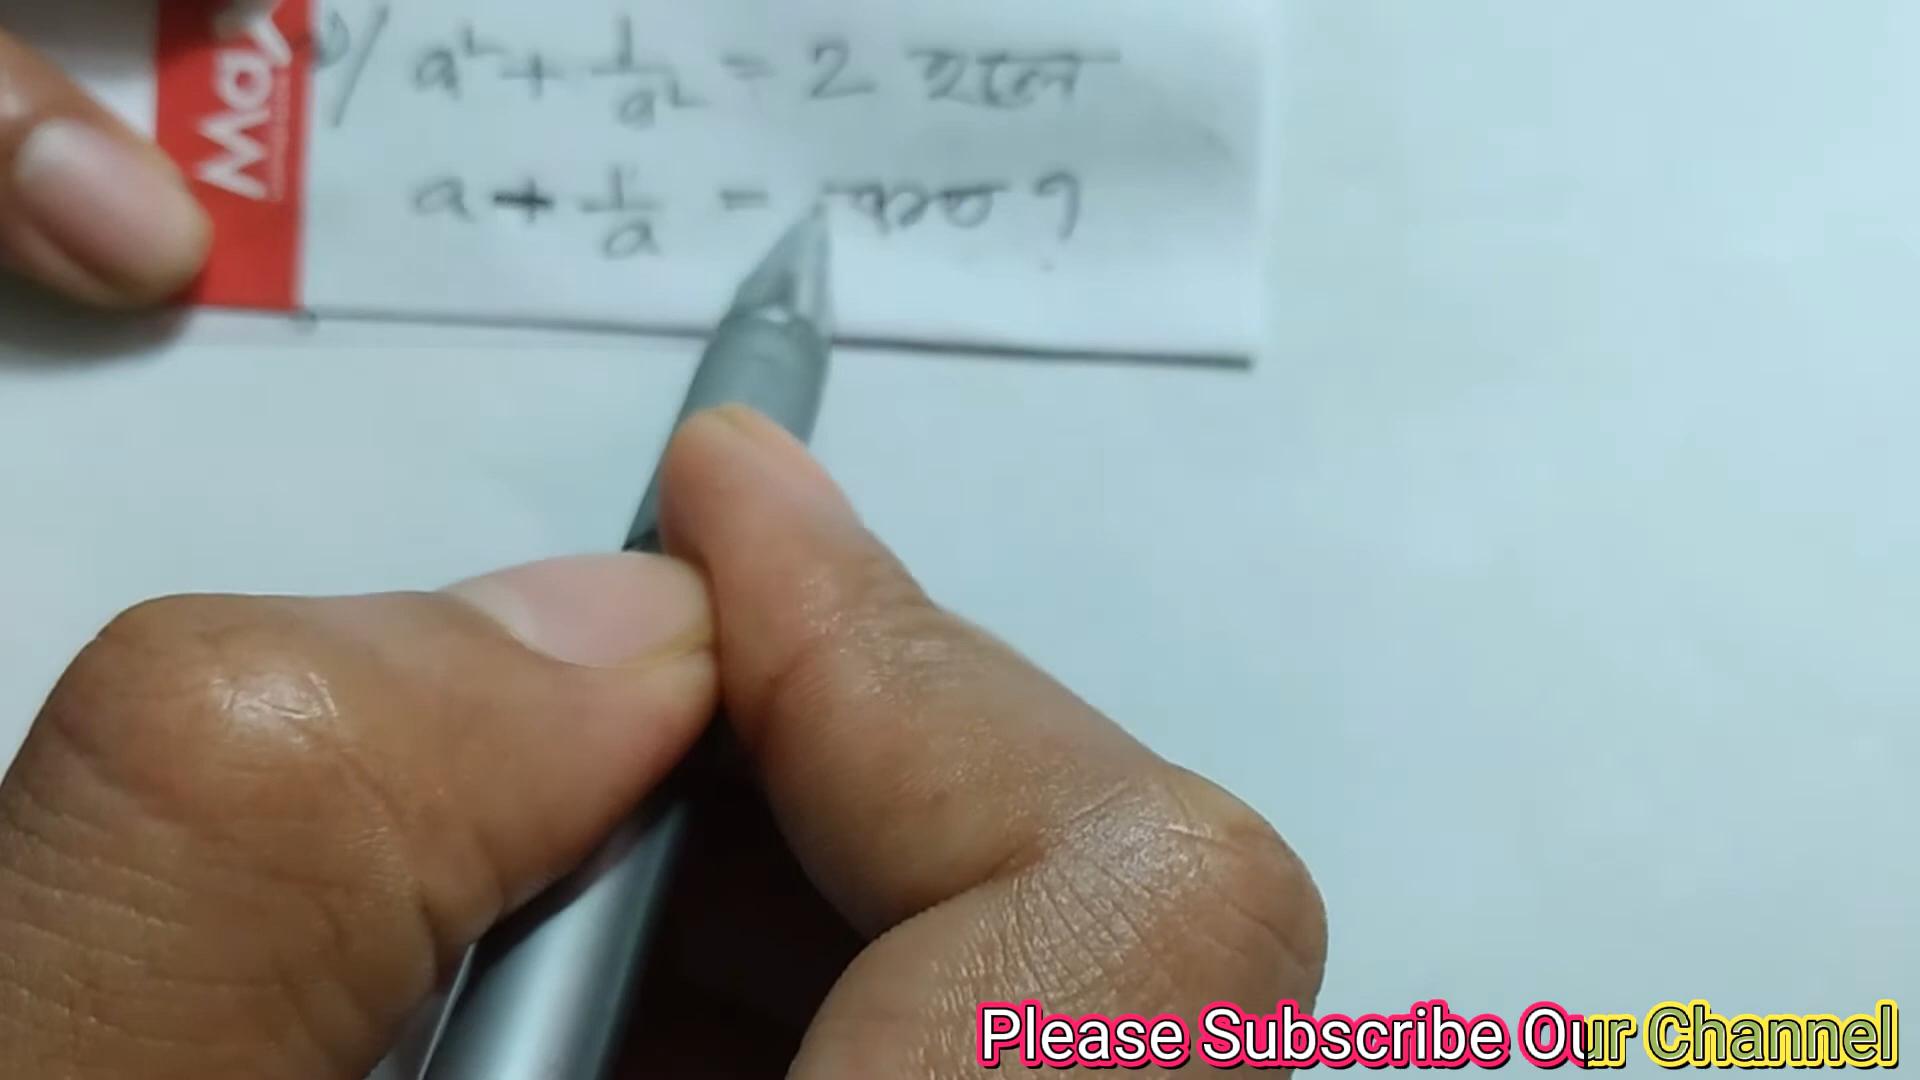 a² + 1/a² = 2 হলে
a + 1/a = কত ?
Please Subscribe Our Channel